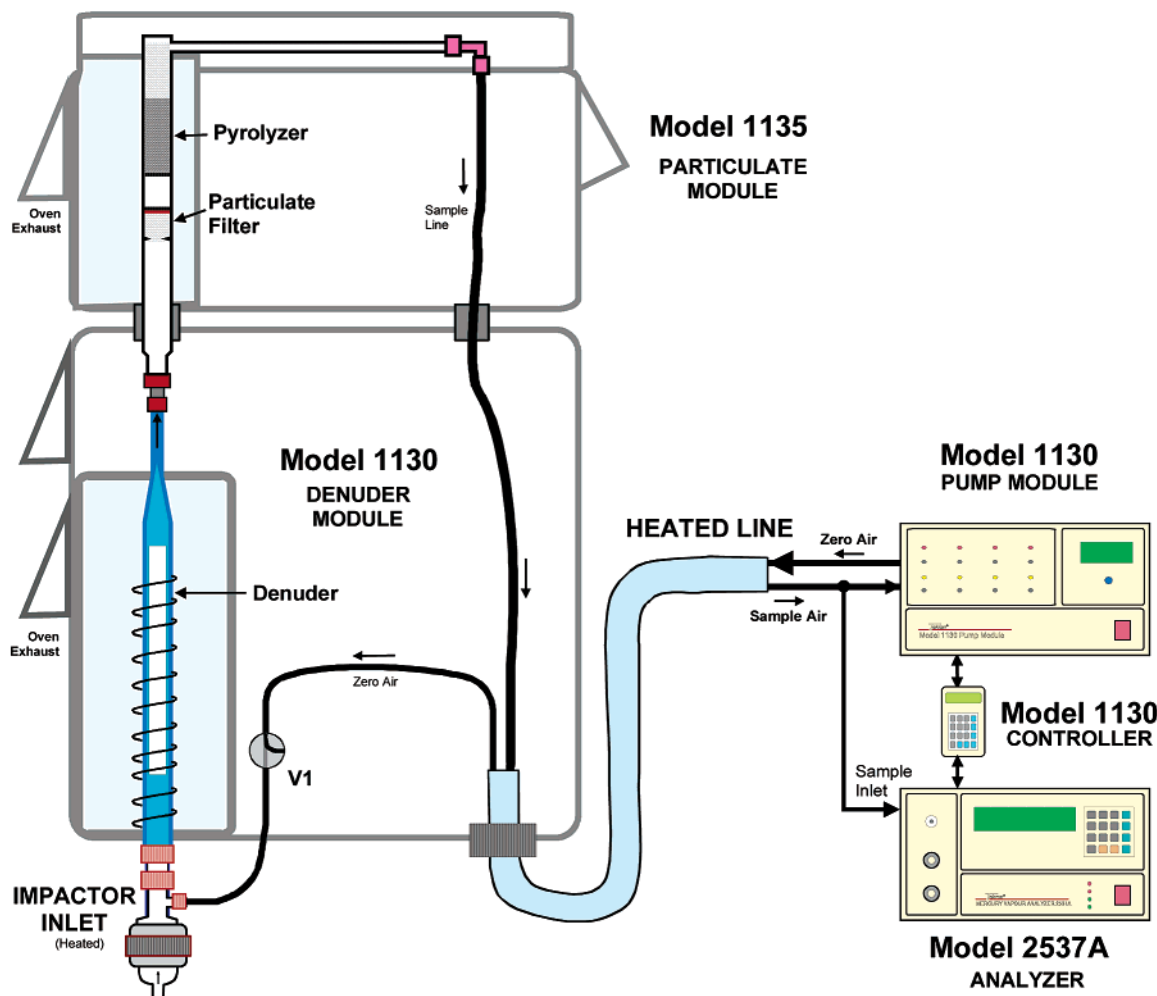 Pyrolyzer
Model 1135
PARTICULATE
MODULE
Particulate
Filter
Oven
Exhaust
Sample
Line
Model 1130
DENUDER
MODULE
Model 1130
PUMP MODULE
HEATED LINE
Zero Air
Sample Air
Model 1130 Pump Module
Denuder
Oven
Exhaust
Zero Air
V1
Model 1130
CONTROLLER
Sample
Inlet
IMPACTOR
INLET
(Heated)
Model 2537A
ANALYZER